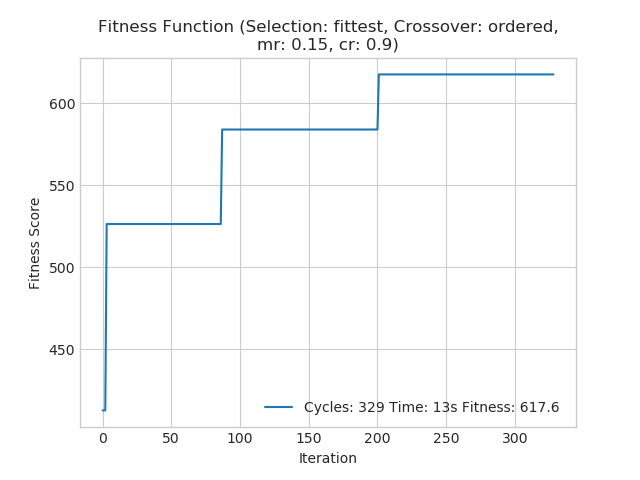 Fitness Function (Selection: fittest, Crossover: ordered,
mr: 0.15, cr: 0.9)
Fitness Score
600
550
500
450
Cycles: 329 Time: 13s Fitness: 617.6
0 50 100 150 200 250 300
Iteration